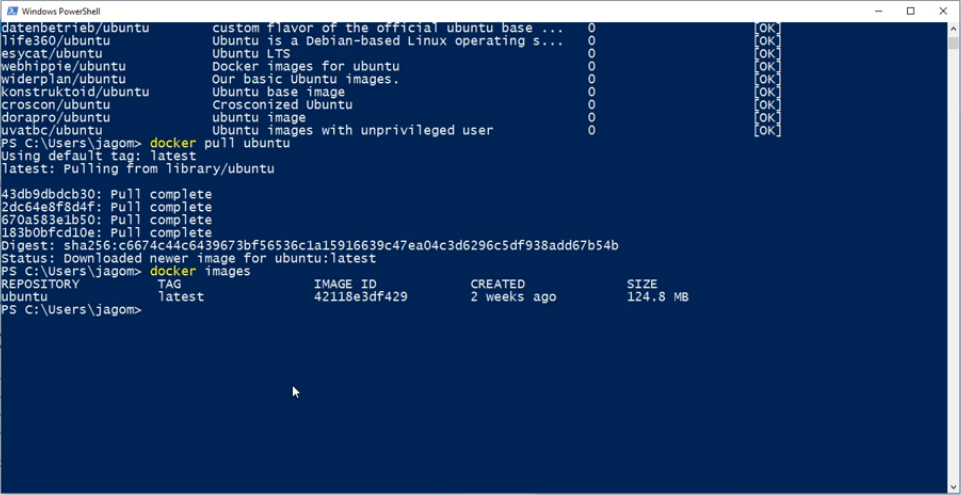 Windows PowerShell
datenbetrieb/ubuntu custom flavor of the official ubuntu base ... 0 [OK]
life360/ubuntu Ubuntu is a Debian-based Linux operating s... 0 [OK]
esycat/ubuntu Ubuntu LTS 0 [OK]
webhippie/ubuntu Docker images for ubuntu 0 [OK]
widerplan/ubuntu Our basic Ubuntu images. 0 [OK]
konstruktoid/ubuntu Ubuntu base image 0 [OK]
croscon/ubuntu Crosconized Ubuntu 0 [OK]
dorapro/ubuntu ubuntu image 0 [OK]
uvatbc/ubuntu Ubuntu images with unprivileged user 0 [OK]
PS C:\Users\jagom> docker pull ubuntu
Using default tag: latest
latest: Pulling from library/ubuntu
43db9dbdcb30: Pull complete
2dc64e8f8d4f: Pull complete
670a583e1b50: Pull complete
183b0bfcd10e: Pull complete
Digest: sha256:c6674c44c6439673bf56536c1a15916639c47ea04c3d6296c5df938add67b54b
Status: Downloaded newer image for ubuntu:latest
PS C:\Users\jagom> docker images
REPOSITORY TAG IMAGE ID CREATED SIZE
ubuntu latest 42118e3df429 2 weeks ago 124.8 MB
PS C:\Users\jagom>